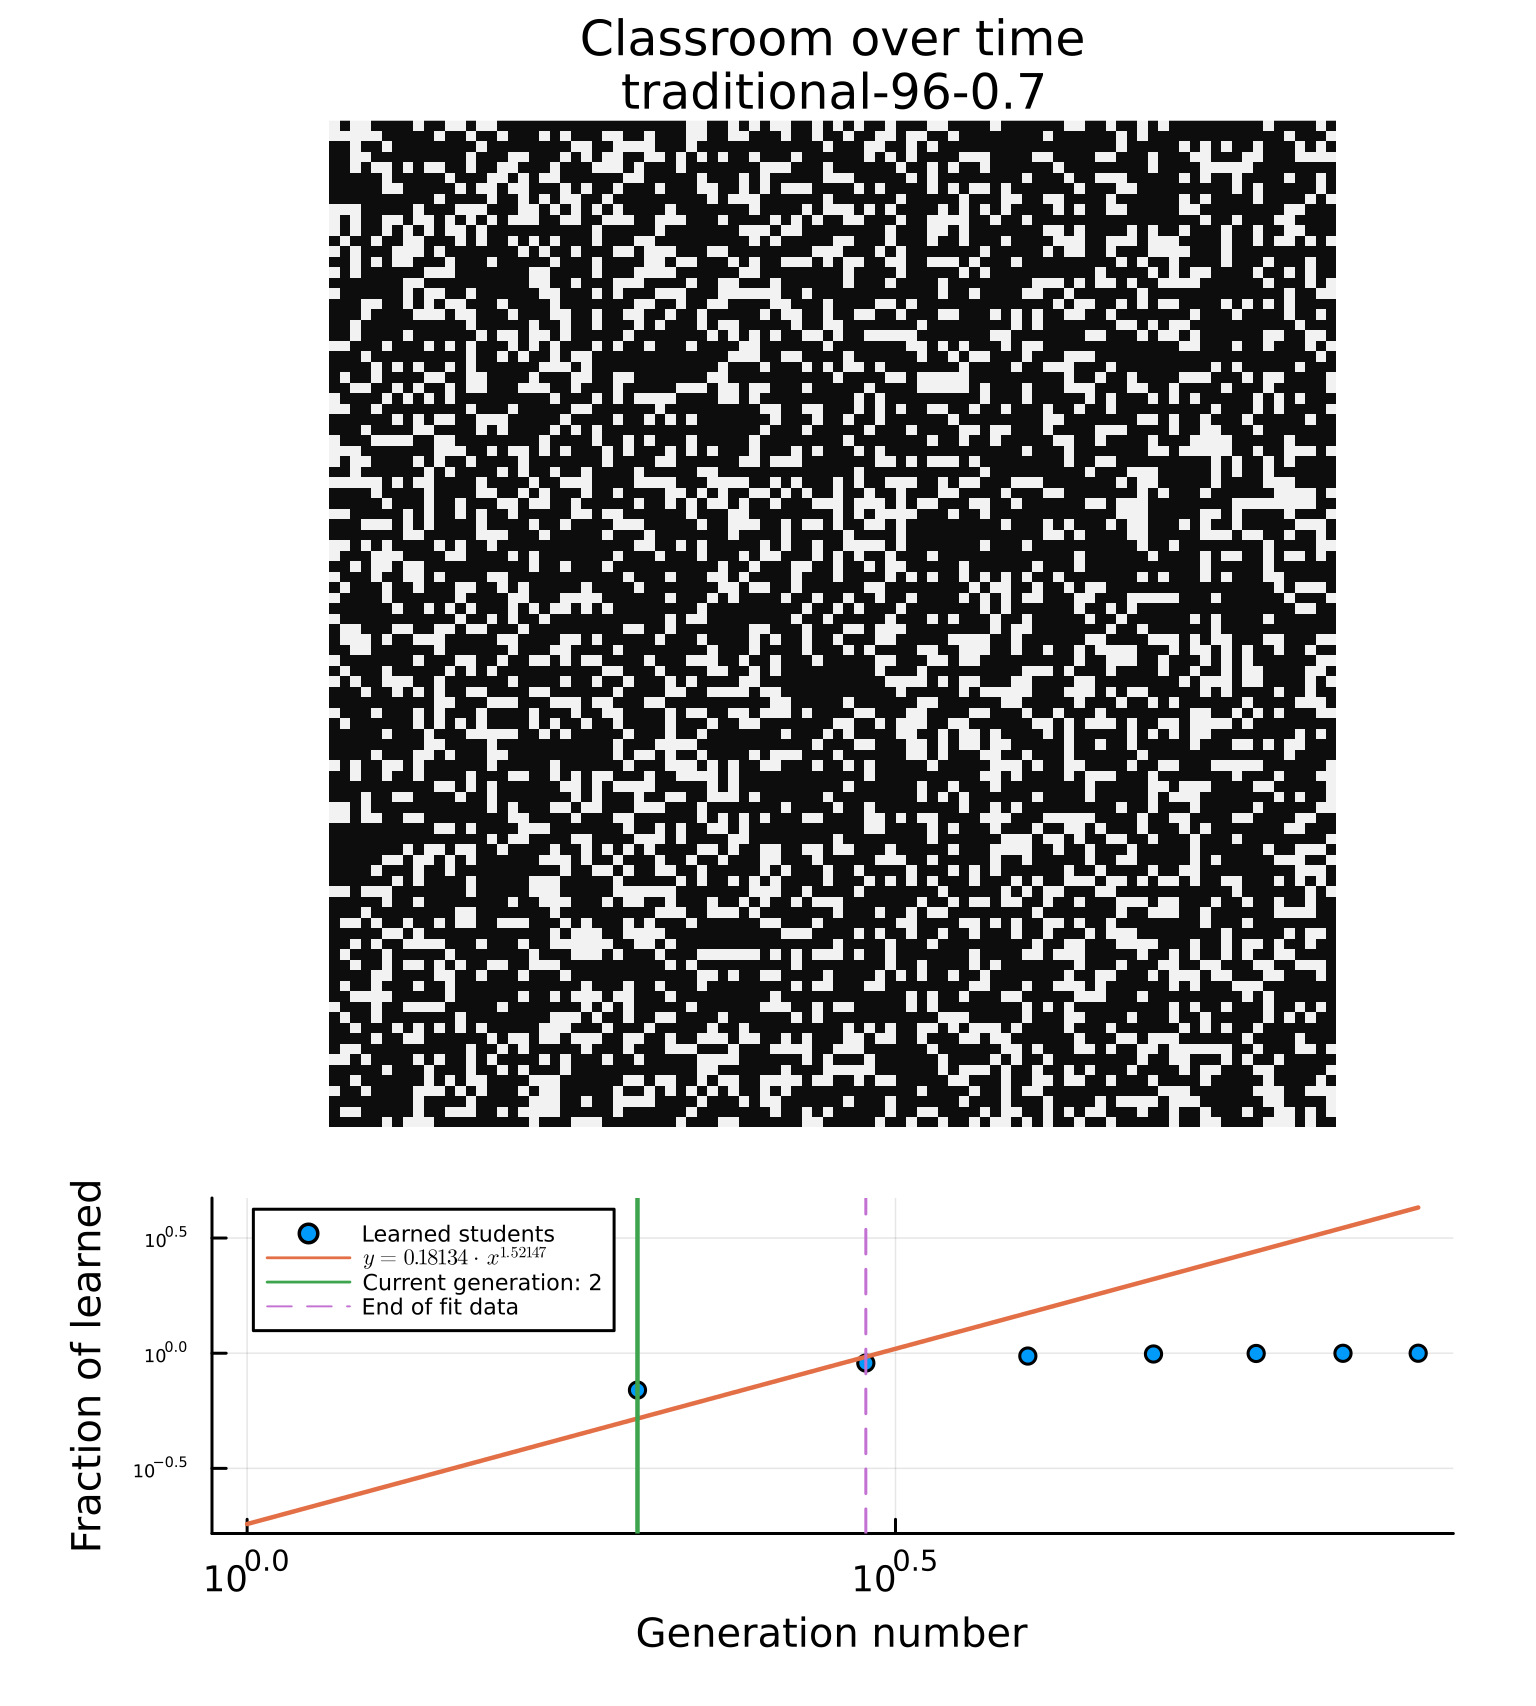 Classroom over time
traditional-96-0.7
Fraction of learned
10^0.5
10^0.0
10^−0.5
Learned students
y = 0.18134 · x^1.52147
Current generation: 2
End of fit data
10^0.0
10^0.5
Generation number